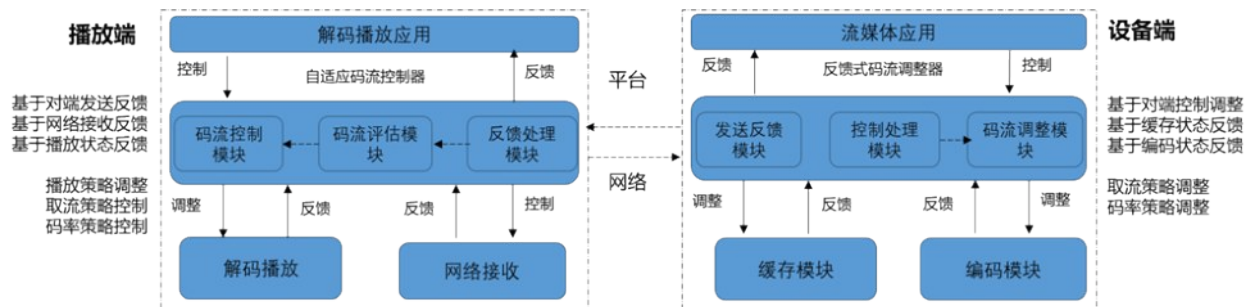 播放端
解码播放应用
控制
自适应码流控制器
反馈
基于对端发送反馈
基于网络接收反馈
基于播放状态反馈
码流控制
模块
码流评估模
块
反馈处理
模块
播放策略调整
取流策略控制
码率策略控制
调整
反馈
反馈
控制
解码播放
网络接收
平台
网络
流媒体应用
设备端
反馈
反馈式码流调整器
控制
发送反馈
模块
控制处理
模块
码流调整模
块
基于对端控制调整
基于缓存状态反馈
基于编码状态反馈
调整
反馈
反馈
调整
取流策略调整
码率策略调整
缓存模块
编码模块